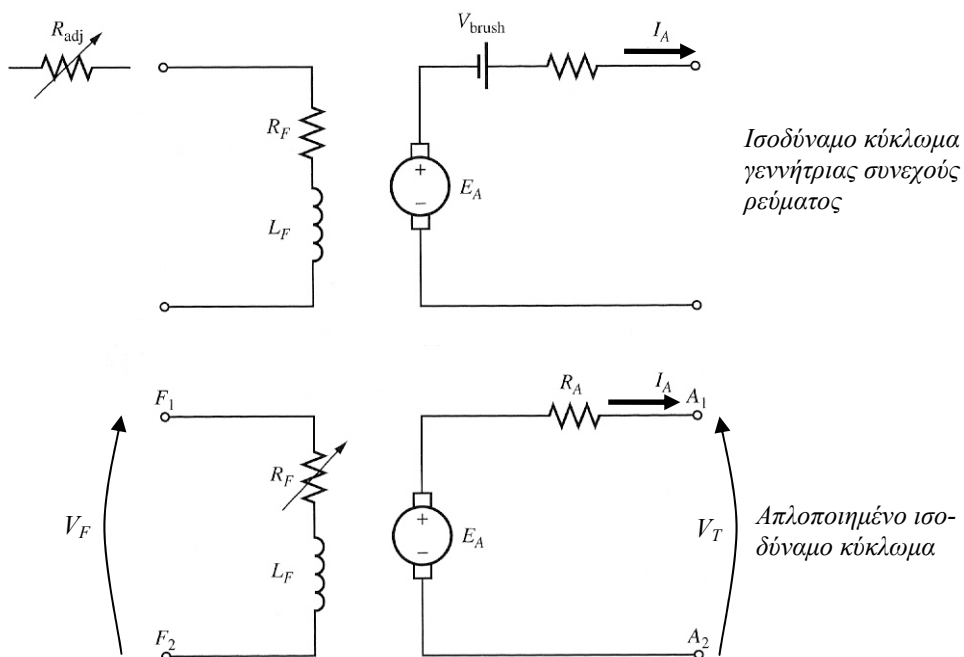 R_adj
V_brush
I_A
R_F
L_F
E_A
Ισοδύναμο κύκλωμα
γεννήτριας συνεχούς
ρεύματος
F_1
R_A
I_A
A_1
V_F
R_F
L_F
E_A
V_T
Απλοποιημένο ισο-
δύναμο κύκλωμα
F_2
A_2